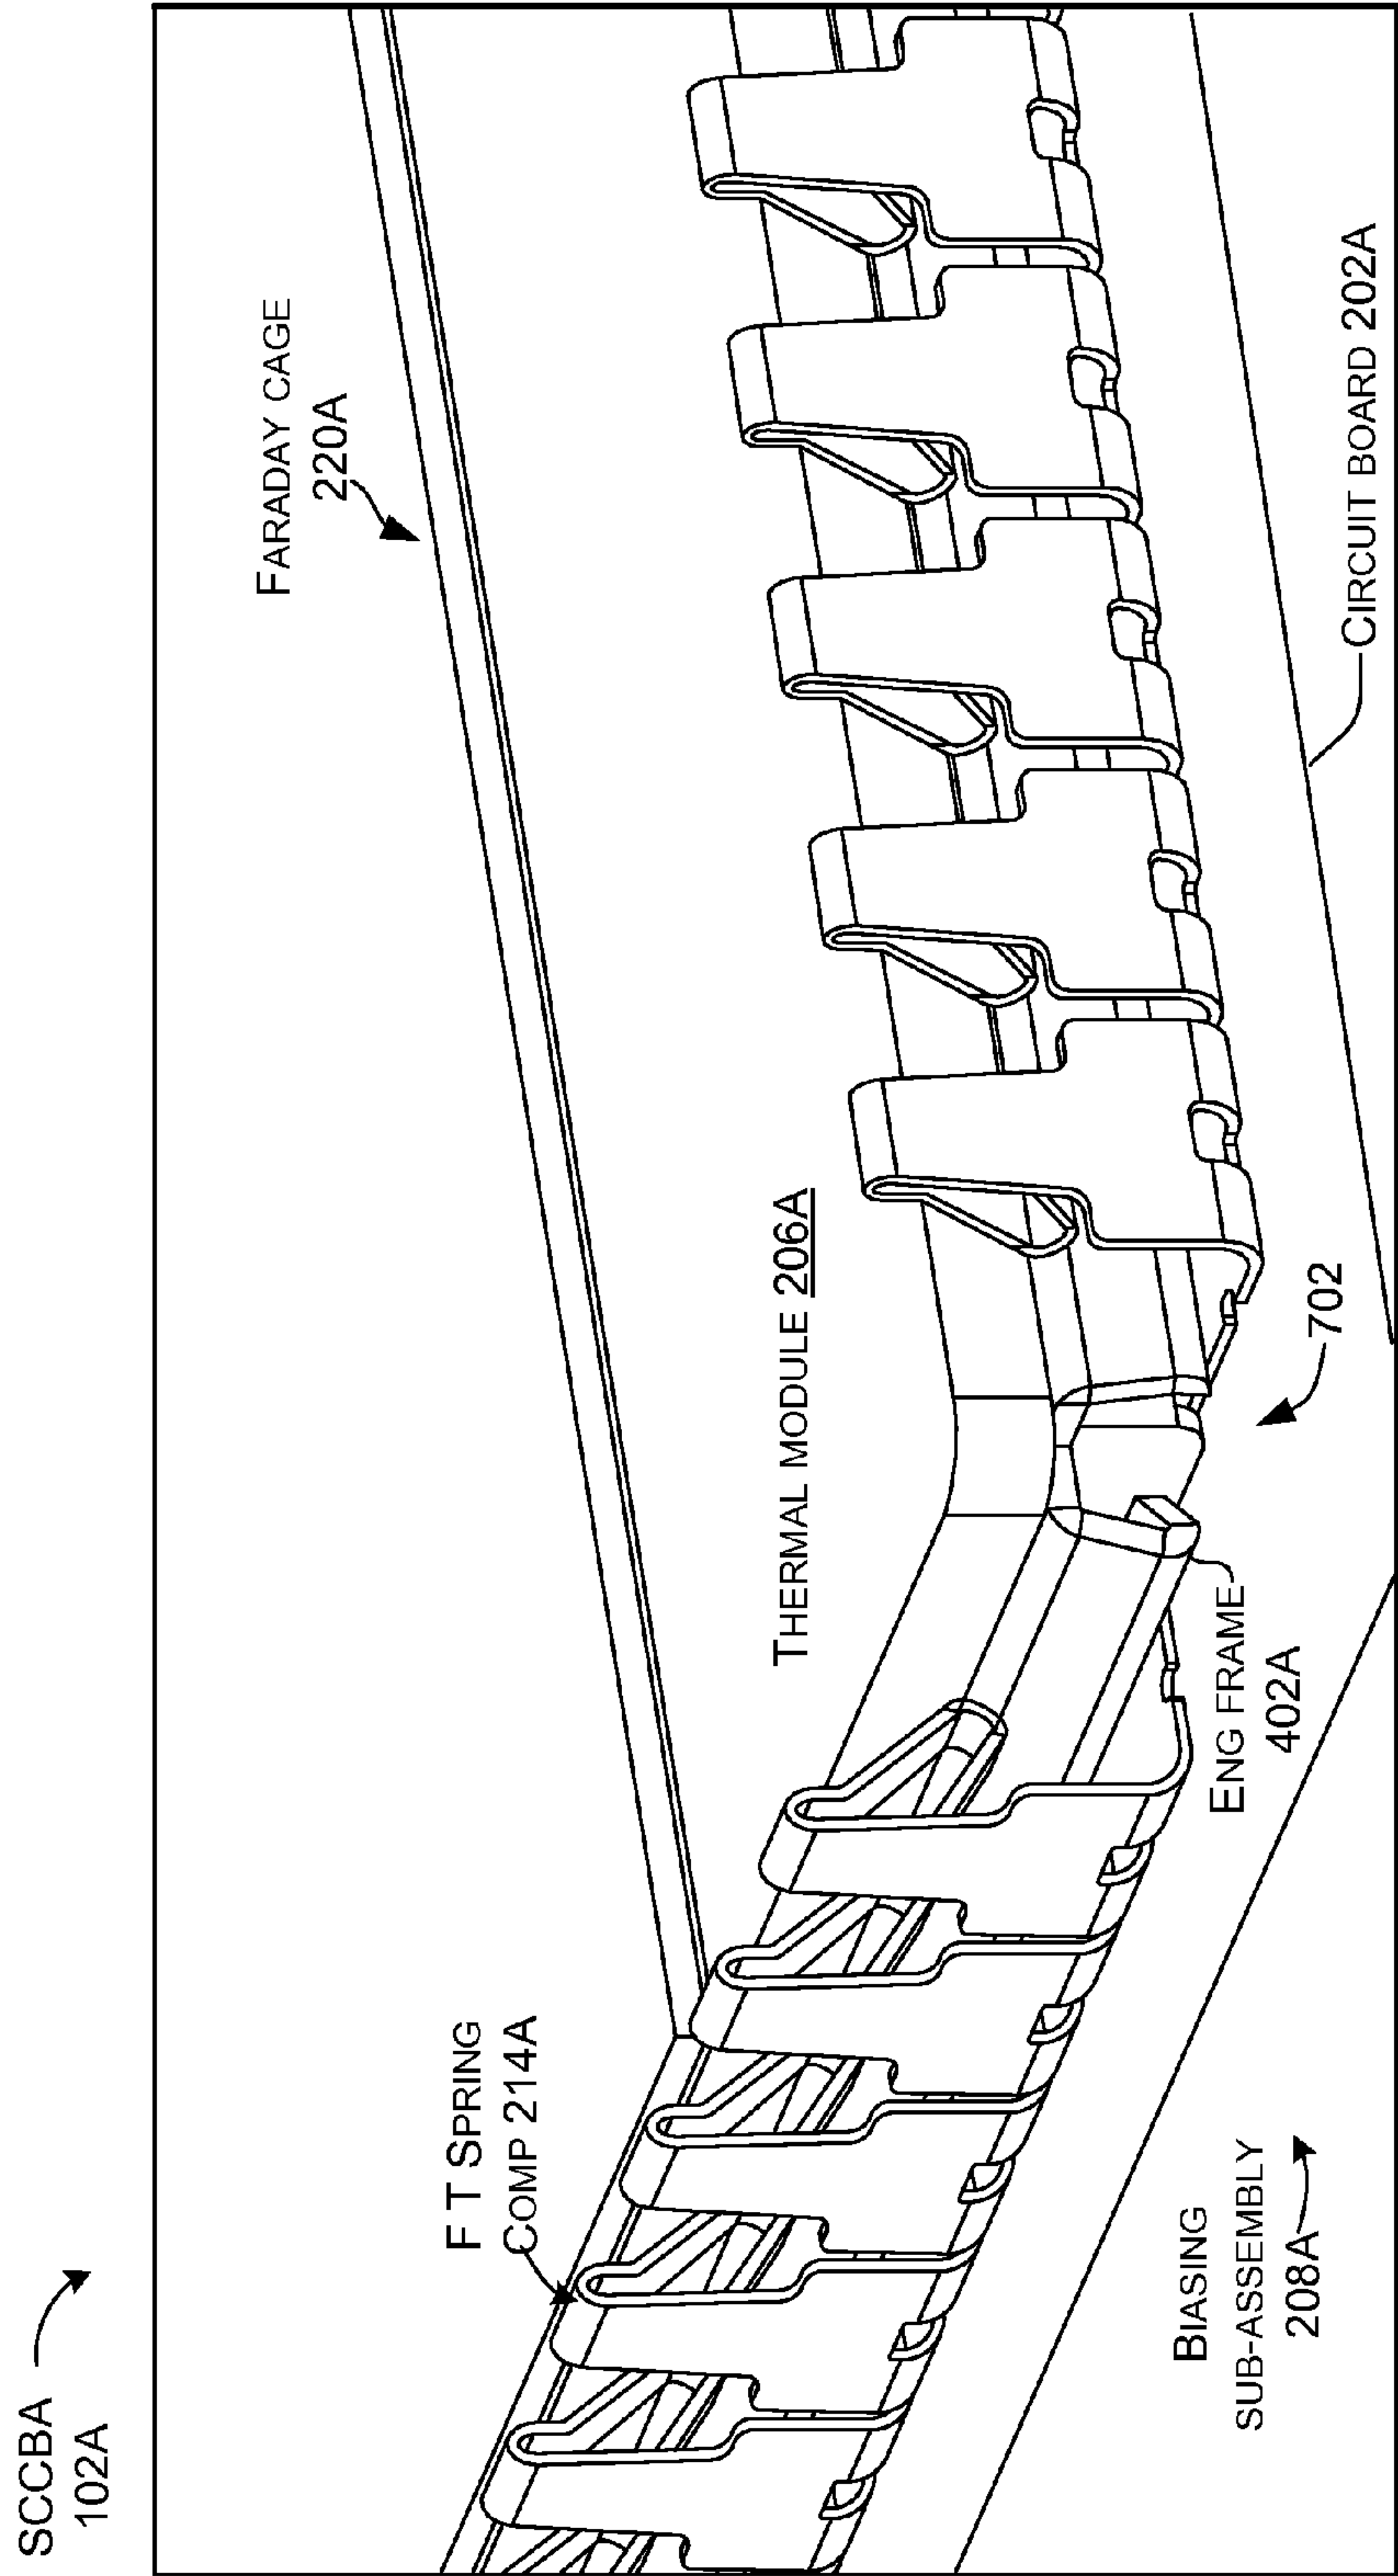 SCCBA
102A
FARADAY CAGE
220A
F T SPRING
COMP 214A
THERMAL MODULE 206A
BIASING
SUB-ASSEMBLY
208A
ENG FRAME
402A
702
CIRCUIT BOARD 202A